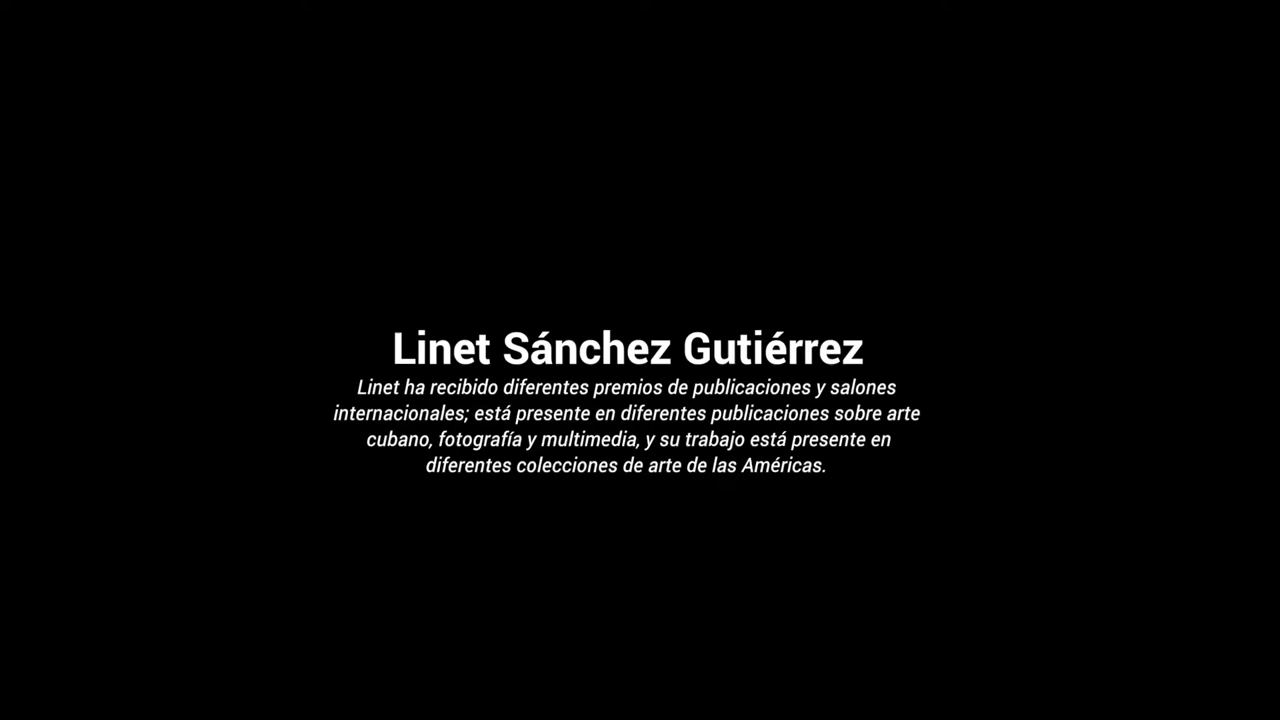 Linet Sánchez Gutiérrez
Linet ha recibido diferentes premios de publicaciones y salones
internacionales; está presente en diferentes publicaciones sobre arte
cubano, fotografía y multimedia, y su trabajo está presente en
diferentes colecciones de arte de las Américas.